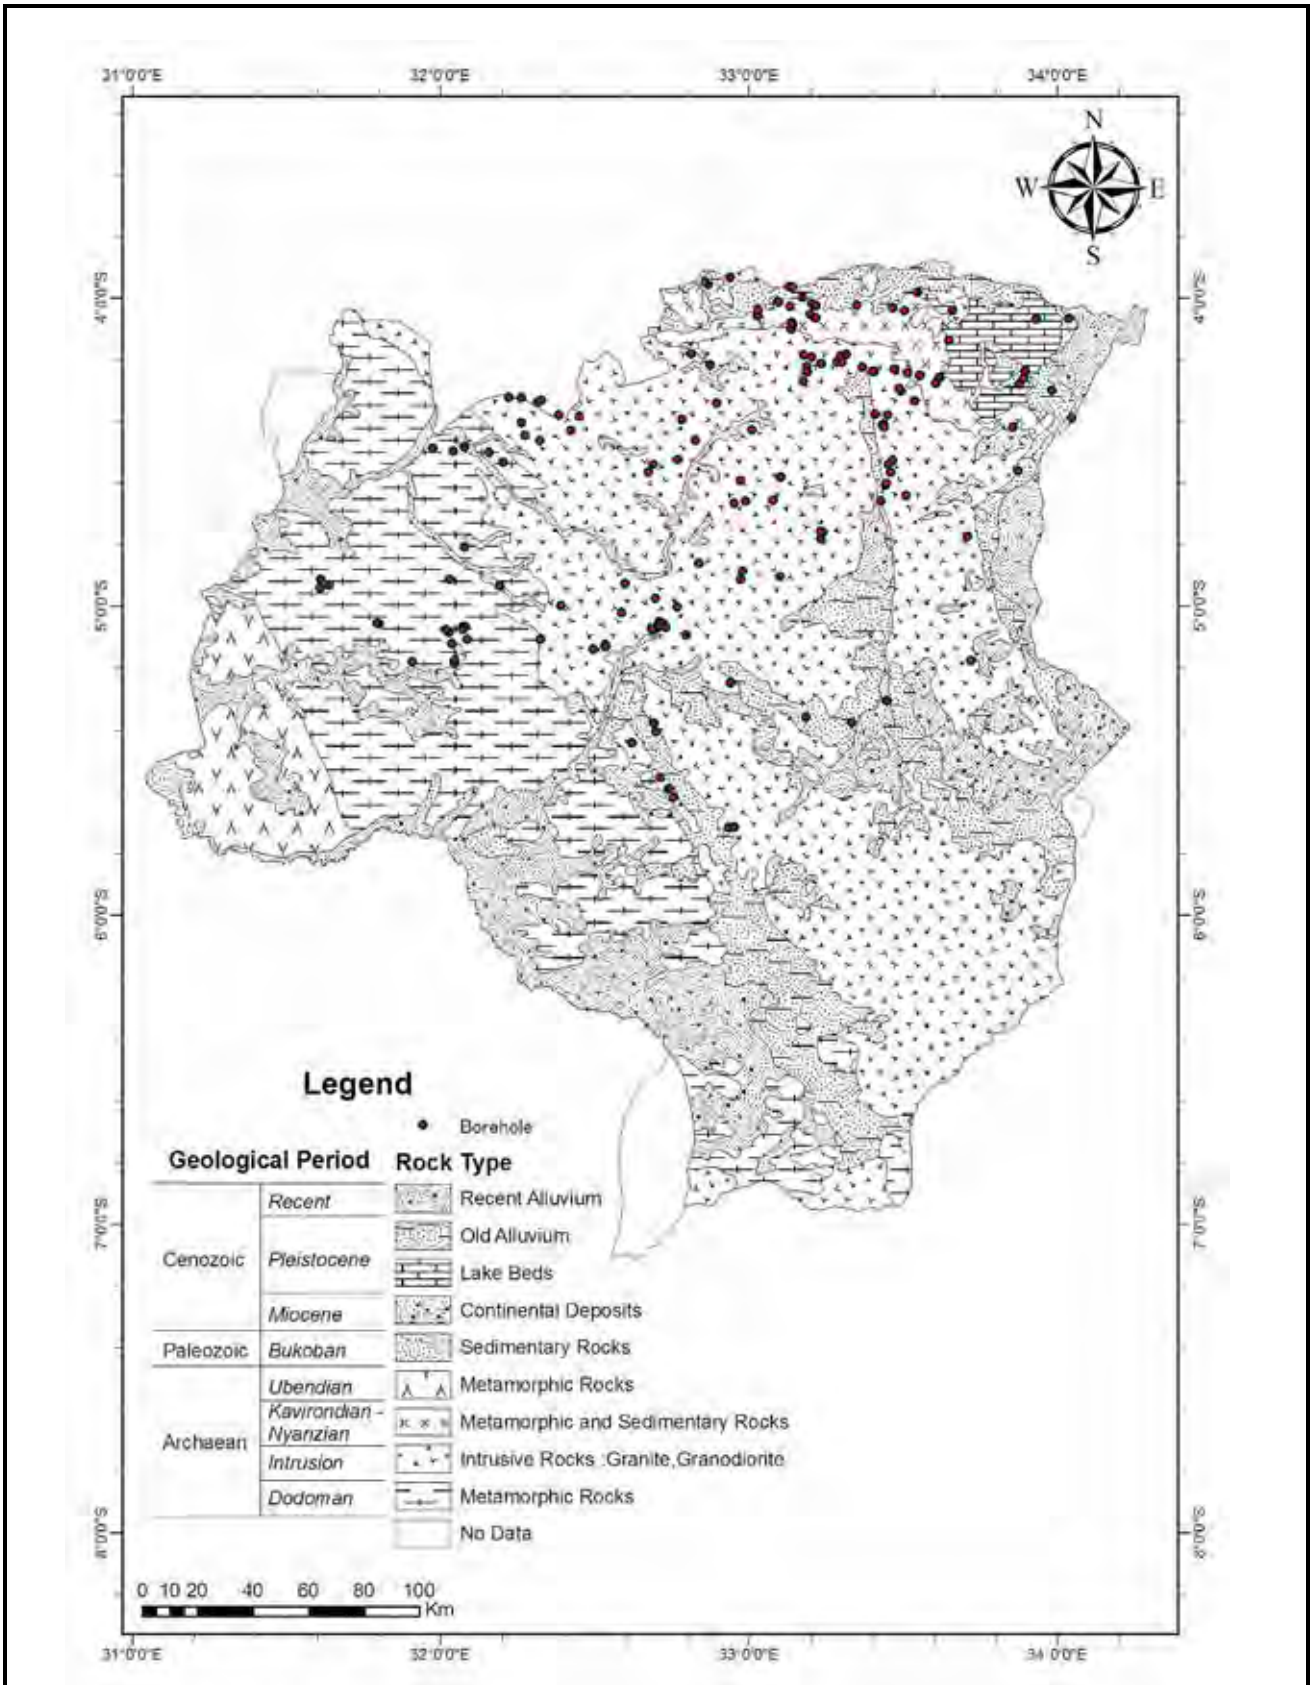 31°0'0"E 32°0'0"E 33°0'0"E 34°0'0"E
N
W E
S
4°0'0"S 4°0'0"S
5°0'0"S 5°0'0"S
6°0'0"S 6°0'0"S
7°0'0"S 7°0'0"S
8°0'0"S 8°0'0"S
Legend
Borehole
Geological Period Rock Type
Recent Recent Alluvium
Old Alluvium
Cenozoic Pleistocene
Lake Beds
Miocene Continental Deposits
Paleozoic Bukoban Sedimentary Rocks
Ubendian Metamorphic Rocks
Kavirondian -
Nyanzian Metamorphic and Sedimentary Rocks
Archaean
Intrusion Intrusive Rocks :Granite,Granodiorite
Dodoman Metamorphic Rocks
No Data
0 10 20 40 60 80 100
Km
31°0'0"E 32°0'0"E 33°0'0"E 34°0'0"E